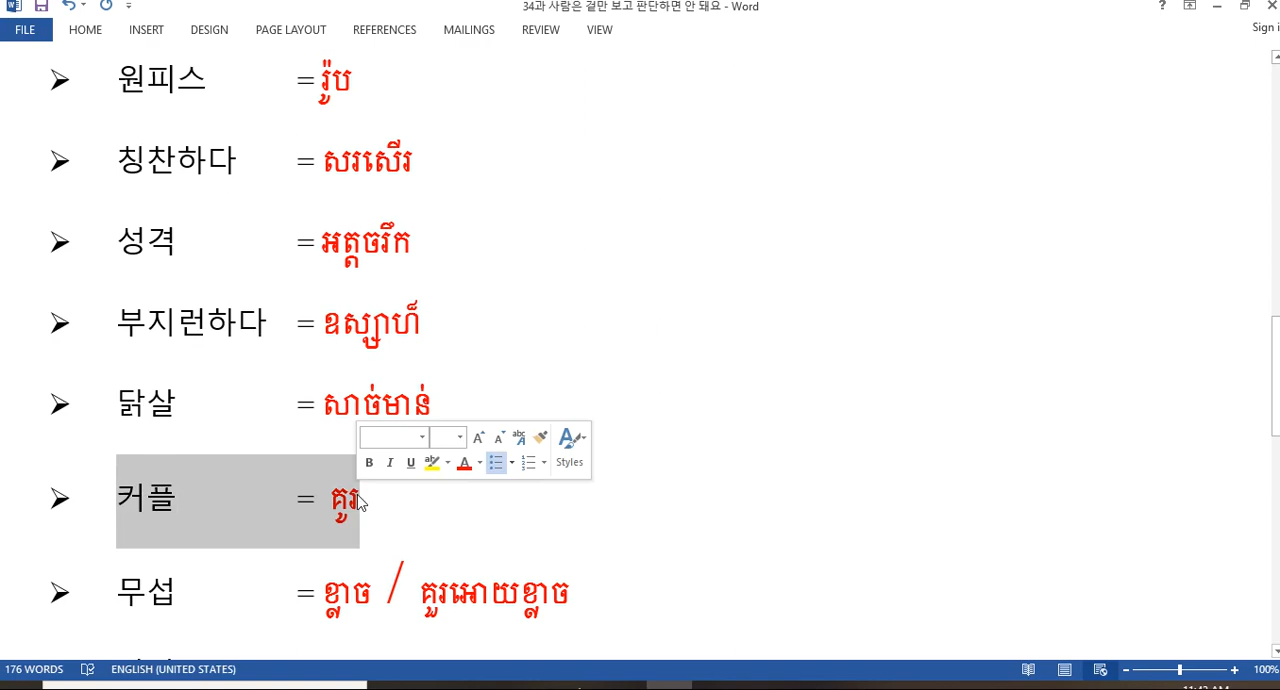 34과 사람은 겉만 보고 판단하면 안 돼요 - Word
FILE HOME INSERT DESIGN PAGE LAYOUT REFERENCES MAILINGS REVIEW VIEW Sign i
➢ 원피스 = រ៉ូប
➢ 칭찬하다 = សរសើរ
➢ 성격 = អត្តចរឹក
➢ 부지런하다 = ឧស្សាហ៍
➢ 닭살 = សាច់មាន់
Styles
➢ 커플 = គូរ
➢ 무섭 = ខ្លាច / គួរអោយខ្លាច
176 WORDS ENGLISH (UNITED STATES) 100%